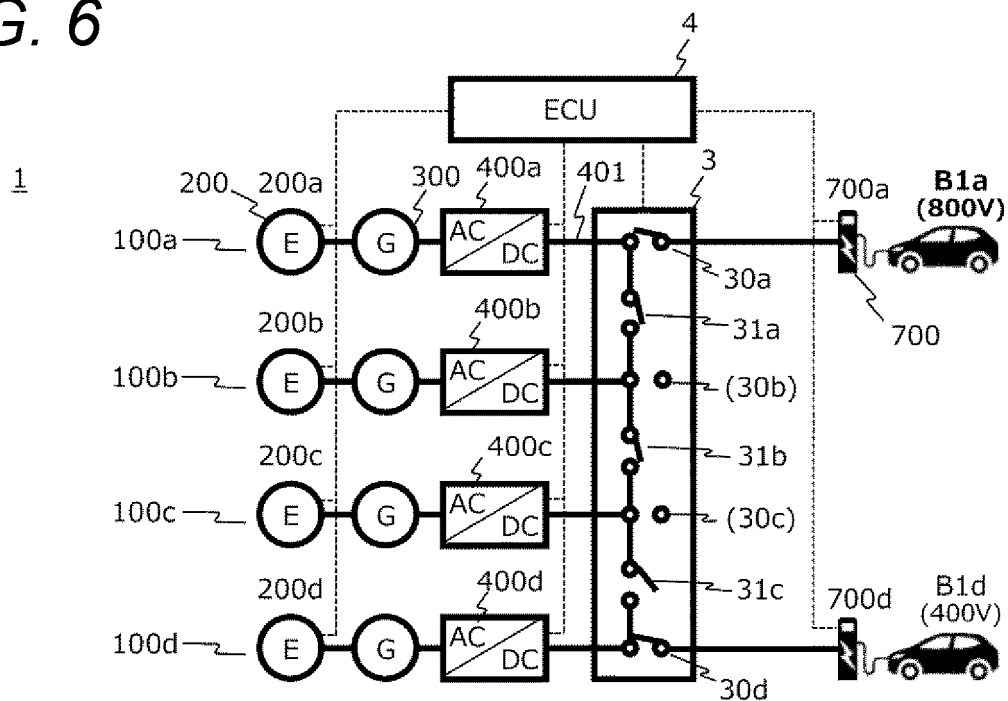 G. 6
4
ECU
1
200
200a
300
400a
401
3
700a
B1a
(800V)
100a
E
G
AC
DC
30a
200b
400b
31a
700
100b
E
G
AC
DC
(30b)
200c
400c
31b
100c
E
G
AC
DC
(30c)
200d
400d
31c
700d
B1d
(400V)
100d
E
G
AC
DC
30d